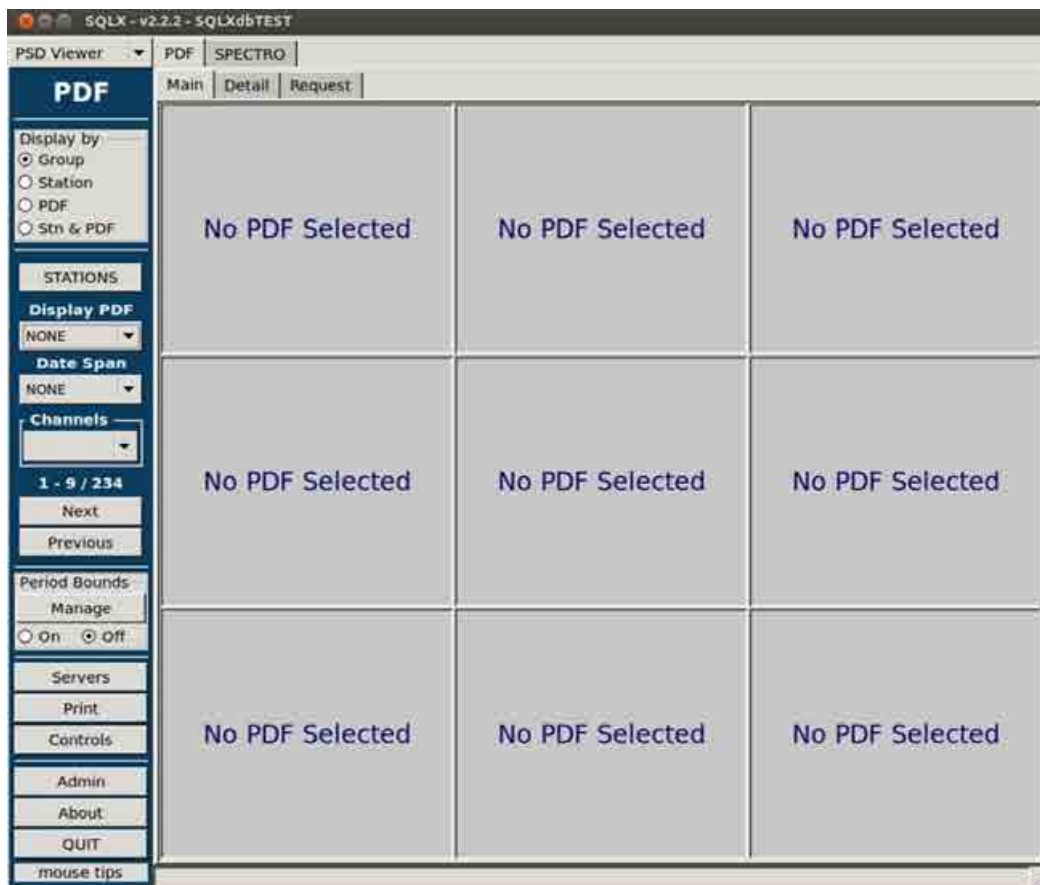 SQLX - v2.2.2 - SQLXdbTEST
PSD Viewer
PDF SPECTRO
PDF
Main Detail Request
Display by
Group
Station
PDF
Stn & PDF
STATIONS
Display PDF
NONE
Date Span
NONE
Channels
1 - 9 / 234
Next
Previous
Period Bounds
Manage
On Off
Servers
Print
Controls
Admin
About
QUIT
mouse tips
No PDF Selected No PDF Selected No PDF Selected
No PDF Selected No PDF Selected No PDF Selected
No PDF Selected No PDF Selected No PDF Selected